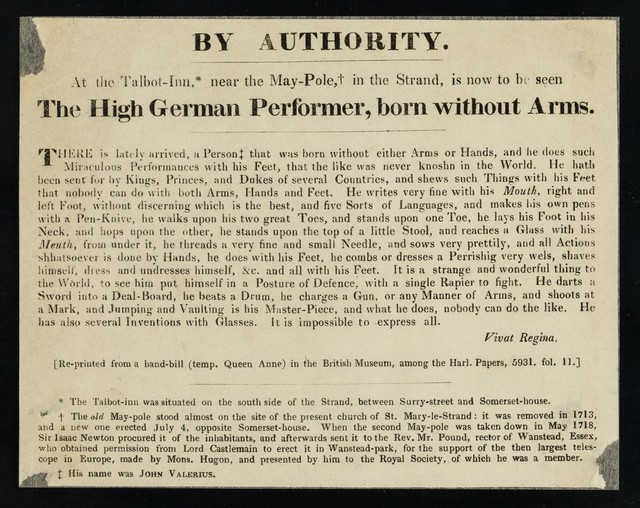 BY AUTHORITY.
At the Talbot-Inn,* near the May-Pole,† in the Strand, is now to be seen
The High German Performer, born without Arms.
THERE is lately arrived, a Person‡ that was born without either Arms or Hands, and he does such
Miraculous Performances with his Feet, that the like was never knoshn in the World. He hath
been sent for by Kings, Princes, and Dukes of several Countries, and shews such Things with his Feet
that nobody can do with both Arms, Hands and Feet. He writes very fine with his Mouth, right and
left Foot, without discerning which is the best, and five Sorts of Languages, and makes his own pens
with a Pen-Knive, he walks upon his two great Toes, and stands upon one Toe, he lays his Foot in his
Neck, and hops upon the other, he stands upon the top of a little Stool, and reaches a Glass with his
Meuth, from under it, he threads a very fine and small Needle, and sows very prettily, and all Actions
shhatsoever is done by Hands, he does with his Feet, he combs or dresses a Perrishig very wels, shaves
himself, dress and undresses himself, &c. and all with his Feet. It is a strange and wonderful thing to
the World, to see him put himself in a Posture of Defence, with a single Rapier to fight. He darts a
Sword into a Deal-Board, he beats a Drum, he charges a Gun, or any Manner of Arms, and shoots at
a Mark, and Jumping and Vaulting is his Master-Piece, and what he does, nobody can do the like. He
has also several Inventions with Glasses. It is impossible to express all.
Vivat Regina.
[Re-printed from a hand-bill (temp. Queen Anne) in the British Museum, among the Harl. Papers, 5931. fol. 11.]
* The Talbot-inn was situated on the south side of the Strand, between Surry-street and Somerset-house.
† The old May-pole stood almost on the site of the present church of St. Mary-le-Strand: it was removed in 1713,
and a new one erected July 4, opposite Somerset-house. When the second May-pole was taken down in May 1718,
Sir Isaac Newton procured it of the inhabitants, and afterwards sent it to the Rev. Mr. Pound, rector of Wanstead, Essex,
who obtained permission from Lord Castlemain to erect it in Wanstead-park, for the support of the then largest teles-
cope in Europe, made by Mons. Hugon, and presented by him to the Royal Society, of which he was a member.
‡ His name was JOHN VALERIUS.